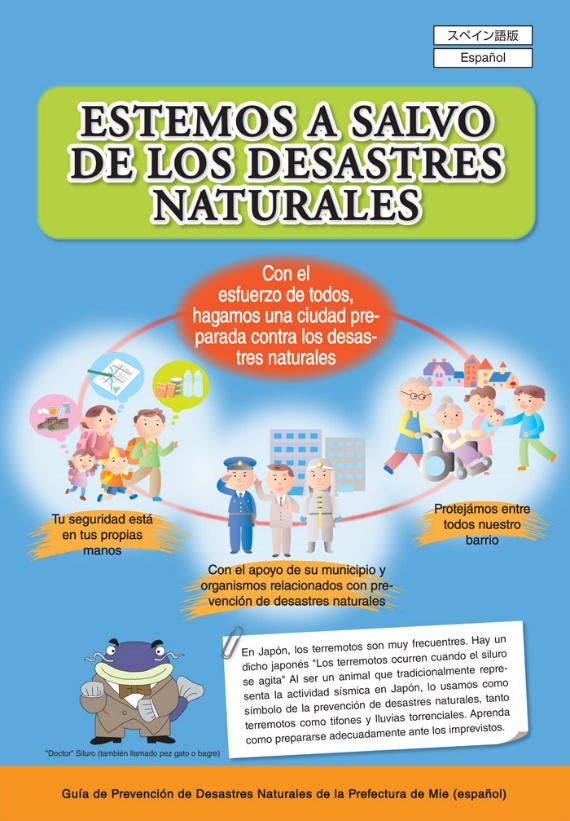 スペイン語版
Español
ESTEMOS A SALVO
DE LOS DESASTRES
NATURALES
Con el
esfuerzo de todos,
hagamos una ciudad pre-
parada contra los desas-
tres naturales
Tu seguridad está
en tus propias
manos
Con el apoyo de su municipio y
organismos relacionados con pre-
vención de desastres naturales
Protejámos entre
todos nuestro
barrio
En Japón, los terremotos son muy frecuentres. Hay un
dicho japonés "Los terremotos ocurren cuando el siluro
se agita" Al ser un animal que tradicionalmente repre-
senta la actividad sísmica en Japón, lo usamos como
símbolo de la prevención de desastres naturales, tanto
terremotos como tifones y lluvias torrenciales. Aprenda
como prepararse adecuadamente ante los imprevistos.
"Doctor" Siluro (también llamado pez gato o bagre)
Guía de Prevención de Desastres Naturales de la Prefectura de Mie (español)